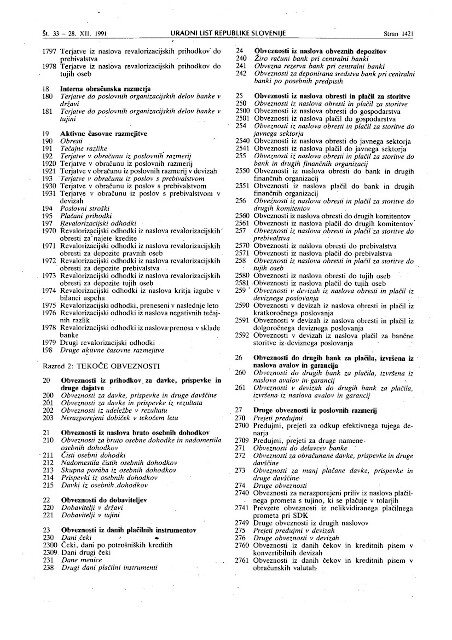 Št. 33 – 28. XII. 1991
URADNI LIST REPUBLIKE SLOVENIJE
Stran 1421
1797 Terjatve iz naslova revalorizacijskih prihodkov do
prebivalstva
1978 Terjatve iz naslova revalorizacijskih prihodkov do
tujih oseb
18 Interna obračunska razmerja
180 Terjatve do poslovnih organizacijskih delov banke v
državi
181 Terjatve do poslovnih organizacijskih delov banke v
tujini
19 Aktivne časovne razmejitve
190 Obresti
191 Tečajne razlike
192 Terjatve v obračunu iz poslovnih razmerij
1920 Terjatve v obračunu iz poslovnih razmerij
1921 Terjatve v obračunu iz poslovnih razmerij v devizah
193 Terjatve v obračunu iz poslov s prebivalstvom
1930 Terjatve v obračunu iz poslov s prebivalstvom
1931 Terjatve v obračunu iz poslov s prebivalstvom v
devizah
194 Poslovni stroški
195 Plačani prihodki
197 Revalorizacijski odhodki
1970 Revalorizacijski odhodki iz naslova revalorizacijskih
obresti za najete kredite
1971 Revalorizacijski odhodki iz naslova revalorizacijskih
obresti za depozite pravnih oseb
1972 Revalorizacijski odhodki iz naslova revalorizacijskih
obresti za depozite prebivalstva
1973 Revalorizacijski odhodki iz naslova revalorizacijskih
obresti za depozite tujih oseb
1974 Revalorizacijski odhodki iz naslova kritja izgube v
bilanci uspeha
1975 Revalorizacijski odhodki, preneseni v naslednje leto
1976 Revalorizacijski odhodki iz naslova negativnih tečaj-
nih razlik
1978 Revalorizacijski odhodki iz naslova prenosa v sklade
banke
1979 Drugi revalorizacijski odhodki
198 Druge aktivne časovne razmejitve
Razred 2: TEKOČE OBVEZNOSTI
20 Obveznosti iz prihodkov za davke, prispevke in
druge dajatve
200 Obveznosti za davke, prispevke in druge davščine
201 Obveznosti za davke in prispevke iz rezultata
202 Obveznosti iz udeležbe v rezultatu
203 Nerazporejeni dobiček v tekočem letu
21 Obveznosti iz naslova bruto osebnih dohodkov
210 Obveznosti za bruto osebne dohodke in nadomestila
osebnih dohodkov
211 Čisti osebni dohodki
212 Nadomestila čistih osebnih dohodkov
213 Skupna poraba iz osebnih dohodkov
214 Prispevki iz osebnih dohodkov
215 Davki iz osebnih dohodkov
22 Obveznosti do dobaviteljev
220 Dobavitelji v državi
221 Dobavitelji v tujini
23 Obveznosti iz danih plačilnih instrumentov
230 Dani čeki
2300 Čeki, dani po potrošniških kreditih
2309 Dani drugi čeki
231 Dane menice
238 Drugi dani plačilni instrumenti
24 Obveznosti iz naslova obveznih depozitov
240 Žiro računi bank pri centralni banki
241 Obvezna rezerva bank pri centralni banki
242 Obveznosti za deponirana sredstva bank pri centralni
banki po posebnih predpisih
25 Obveznosti iz naslova obresti in plačil za storitve
250 Obveznosti iz naslova obresti in plačil za storitve
2500 Obveznosti iz naslova obresti do gospodarstva
2501 Obveznosti iz naslova plačil do gospodarstva
254 Obveznosti iz naslova obresti in plačil za storitve do
javnega sektorja
2540 Obveznosti iz naslova obresti do javnega sektorja
2541 Obveznosti iz naslova plačil do javnega sektorja
255 Obveznosti iz naslova obresti in plačil za storitve do
bank in drugih finančnih organizacij
2550 Obveznosti iz naslova obresti do bank in drugih
finančnih organizacij
2551 Obveznosti iz naslova plačil do bank in drugih
finančnih organizacij
256 Obveznosti iz naslova obresti in plačil za storitve do
drugih komitentov
2560 Obveznosti iz naslova obresti do drugih komitentov
2561 Obveznosti iz naslova plačil do drugih komitentov
257 Obveznosti iz naslova obresti in plačil za storitve do
prebivalstva
2570 Obveznosti iz naslova obresti do prebivalstva
2571 Obveznosti iz naslova plačil do prebivalstva
258 Obveznosti iz naslova obresti in plačil za storitve do
tujih oseb
2580 Obveznosti iz naslova obresti do tujih oseb
2581 Obveznosti iz naslova plačil do tujih oseb
259 Obveznosti v devizah iz naslova obresti in plačil iz
deviznega poslovanja
2590 Obveznosti v devizah iz naslova obresti in plačil iz
kratkoročnega poslovanja
2591 Obveznosti v devizah iz naslova obresti in plačil iz
dolgoročnega deviznega poslovanja
2592 Obveznosti v devizah iz naslova plačil za bančne
storitve iz deviznega poslovanja
26 Obveznosti do drugih bank za plačila, izvršena iz
naslova avalov in garancija
260 Obveznosti do drugih bank za plačila, izvršena iz
naslova avalov in garancij
261 Obveznosti v devizah do drugih bank za plačila,
izvršena iz naslova avalov in garancij
27 Druge obveznosti iz poslovnih razmerij
270 Prejeti predujmi
2700 Predujmi, prejeti za odkup efektivnega tujega de-
narja
2709 Predujmi, prejeti za druge namene
271 Obveznosti do delavcev banke
272 Obveznosti za obračunane davke, prispevke in druge
davščine
273 Obveznosti za manj plačane davke, prispevke in
druge davščine
274 Druge obveznosti
2740 Obveznosti za nerazporejeni priliv iz naslova plačil-
nega prometa s tujino, ki se plačuje v tolarjih
2741 Prevzete obveznosti iz nelikvidiranega plačilnega
prometa pri SDK
2749 Druge obveznosti iz drugih naslovov
275 Prejeti predujmi v devizah
276 Druge obveznosti v devizah
2760 Obveznosti iz danih čekov in kreditnih pisem v
konvertibilnih devizah
2761 Obveznosti iz danih čekov in kreditnih pisem v
obračunskih valutah